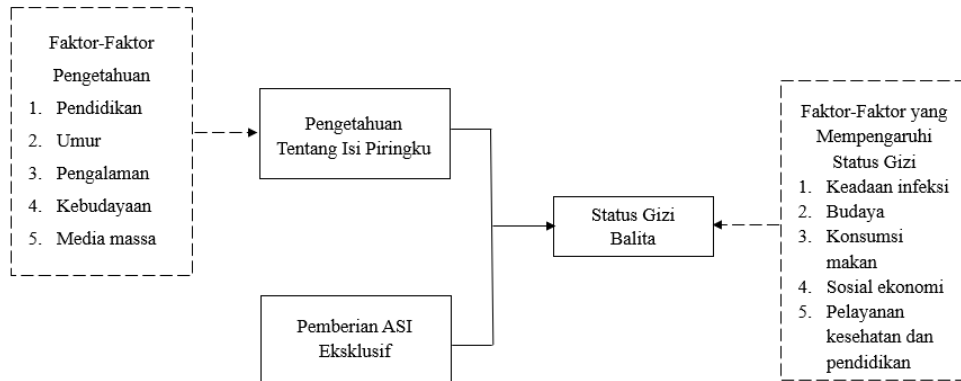 Faktor-Faktor
Pengetahuan
1. Pendidikan
2. Umur
3. Pengalaman
4. Kebudayaan
5. Media massa
Pengetahuan
Tentang Isi Piringku
Pemberian ASI
Eksklusif
Status Gizi
Balita
Faktor-Faktor yang
Mempengaruhi
Status Gizi
1. Keadaan infeksi
2. Budaya
3. Konsumsi
makan
4. Sosial ekonomi
5. Pelayanan
kesehatan dan
pendidikan